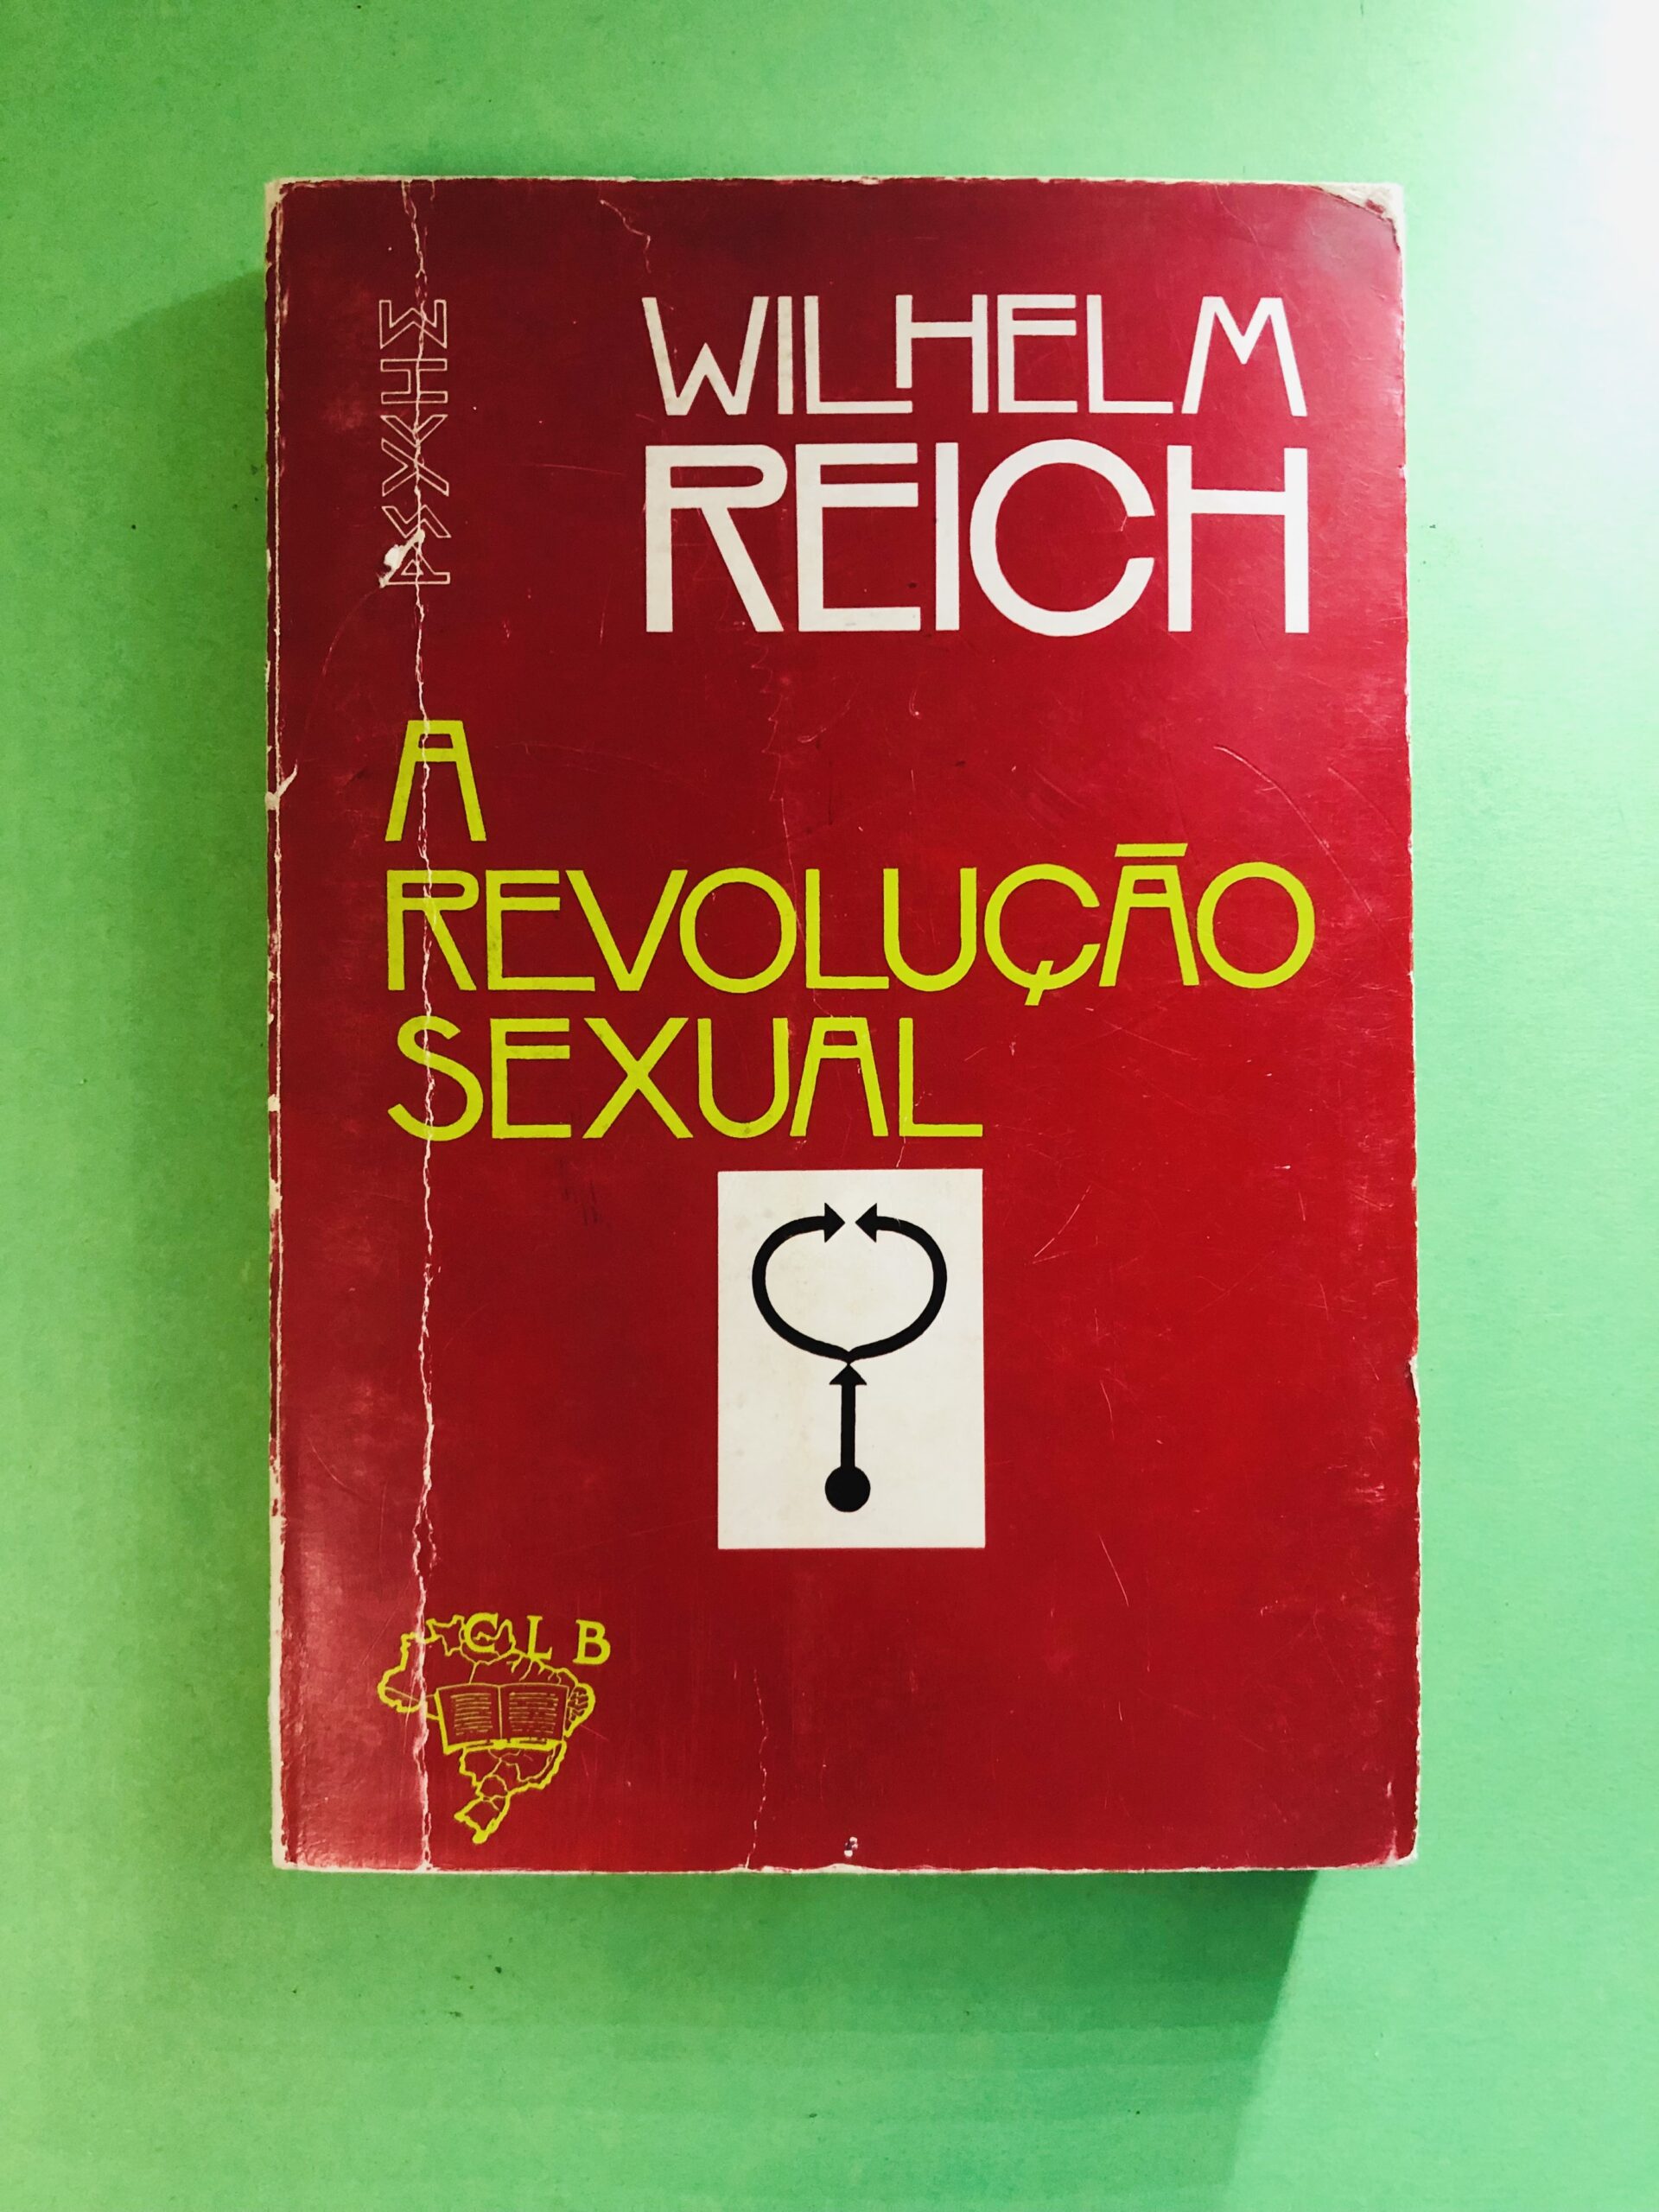 WILHELM
REICH
A
REVOLUÇÃO
SEXUAL
CLB